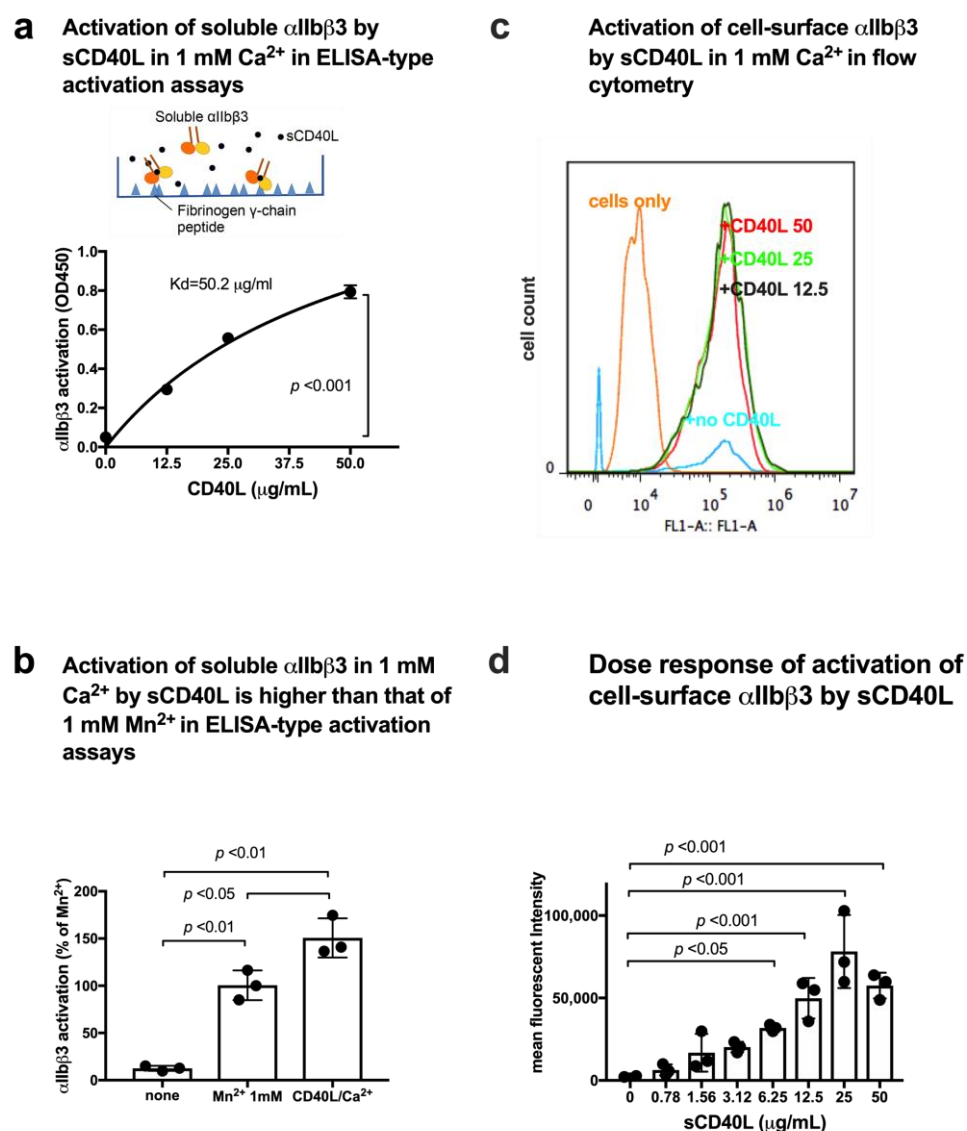 a
Activation of soluble αIIbβ3 by
sCD40L in 1 mM Ca²⁺ in ELISA-type
activation assays
Soluble αIIbβ3
sCD40L
Fibrinogen γ-chain
peptide
αIIbβ3 activation (OD450)
1.0
0.8
0.6
0.4
0.2
0.0
Kd=50.2 μg/ml
p <0.001
0.0 12.5 25.0 37.5 50.0
CD40L (μg/mL)
c
Activation of cell-surface αIIbβ3
by sCD40L in 1 mM Ca²⁺ in flow
cytometry
cell count
cells only
+CD40L 50
+CD40L 25
+CD40L 12.5
+no CD40L
0
0 10⁴ 10⁵ 10⁶ 10⁷
FL1-A:: FL1-A
b
Activation of soluble αIIbβ3 in 1 mM
Ca²⁺ by sCD40L is higher than that of
1 mM Mn²⁺ in ELISA-type activation
assays
αIIbβ3 activation (% of Mn²⁺)
p <0.01
p <0.05
p <0.01
200
150
100
50
0
none Mn²⁺ 1mM CD40L/Ca²⁺
d
Dose response of activation of
cell-surface αIIbβ3 by sCD40L
mean fluorescent Intensity
p <0.001
p <0.001
p <0.001
p <0.05
100,000
50,000
0
0 0.78 1.56 3.12 6.25 12.5 25 50
sCD40L (μg/mL)